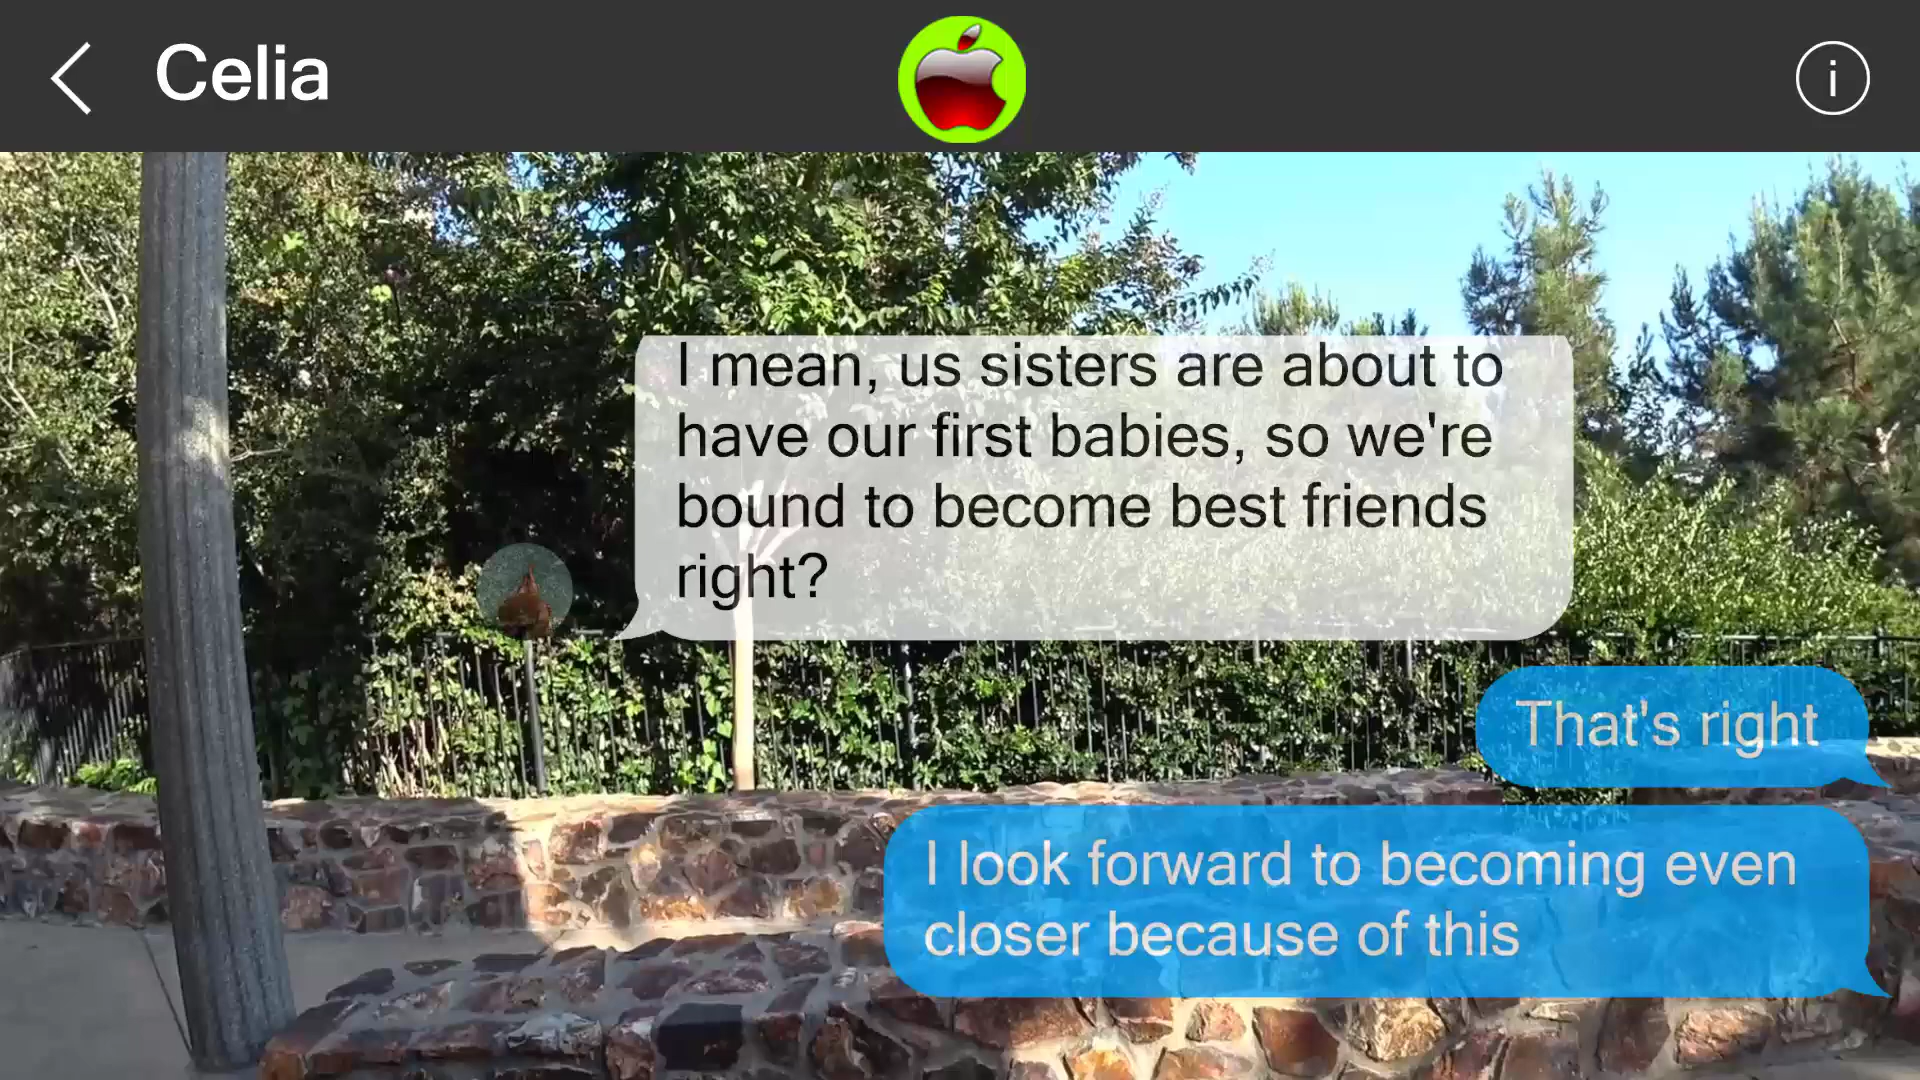 Celia
i
I mean, us sisters are about to
have our first babies, so we're
bound to become best friends
right?
That's right
I look forward to becoming even
closer because of this